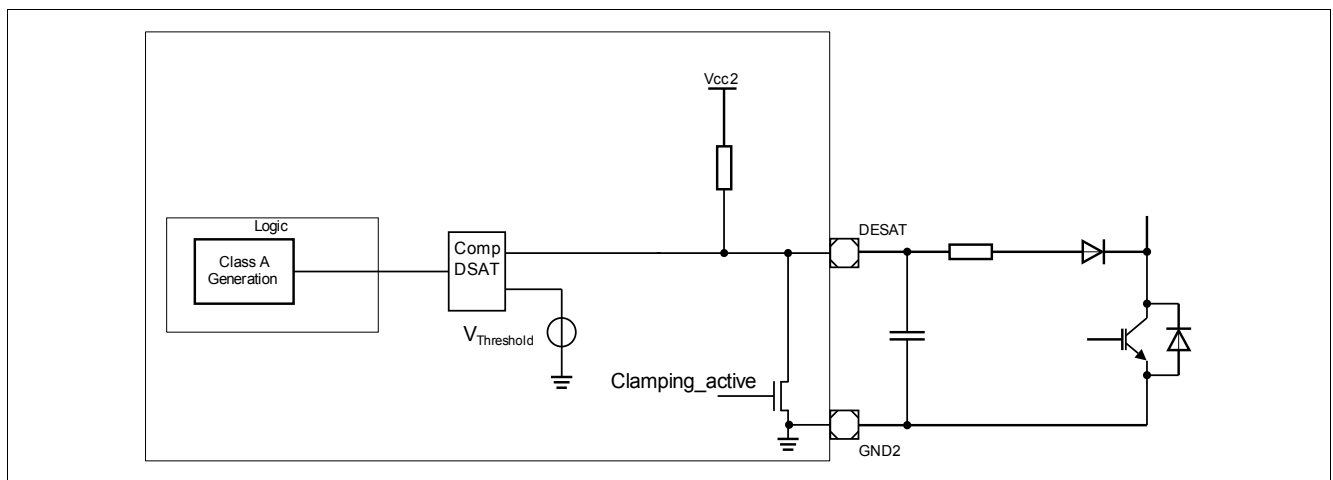 Vcc2
Logic
Class A
Generation
Comp
DSAT
VThreshold
DESAT
Clamping_active
GND2